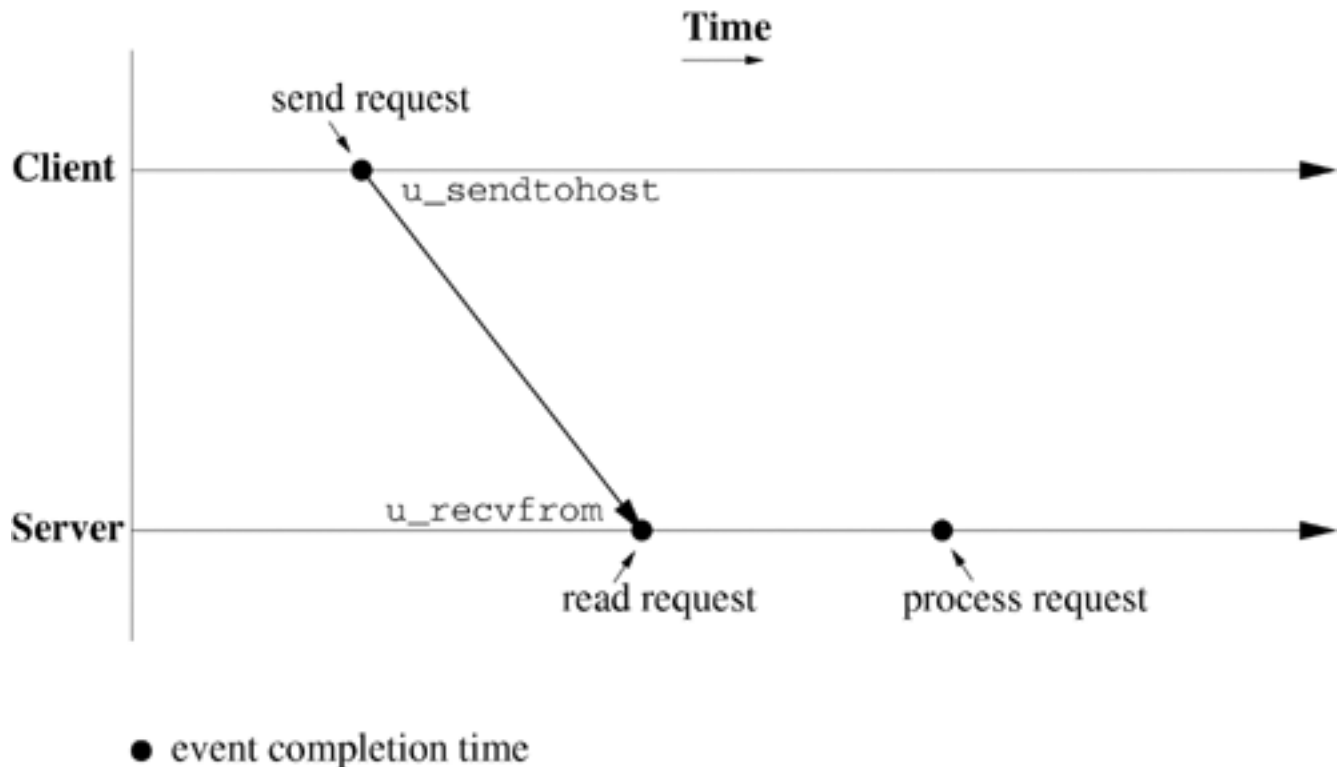 Time
send request
Client
u_sendtohost
u_recvfrom
Server
read request
process request
event completion time